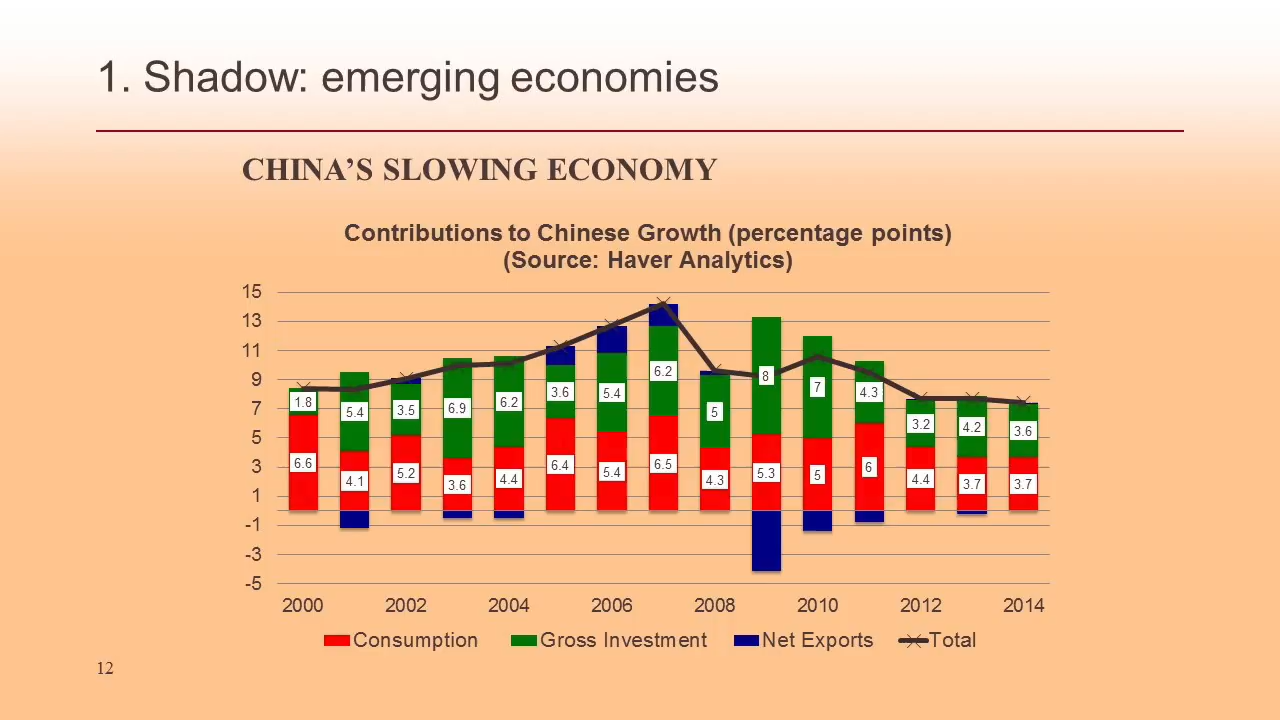 1. Shadow: emerging economies
CHINA'S SLOWING ECONOMY
Contributions to Chinese Growth (percentage points)
(Source: Haver Analytics)
15
13
11
9
7
5
3
1
-1
-3
-5
1.8 5.4 3.5 6.9 6.2 3.6 5.4 6.2 5 8 7 4.3 3.2 4.2 3.6
6.6 4.1 5.2 3.6 4.4 6.4 5.4 6.5 4.3 5.3 5 6 4.4 3.7 3.7
2000 2002 2004 2006 2008 2010 2012 2014
Consumption Gross Investment Net Exports Total
12